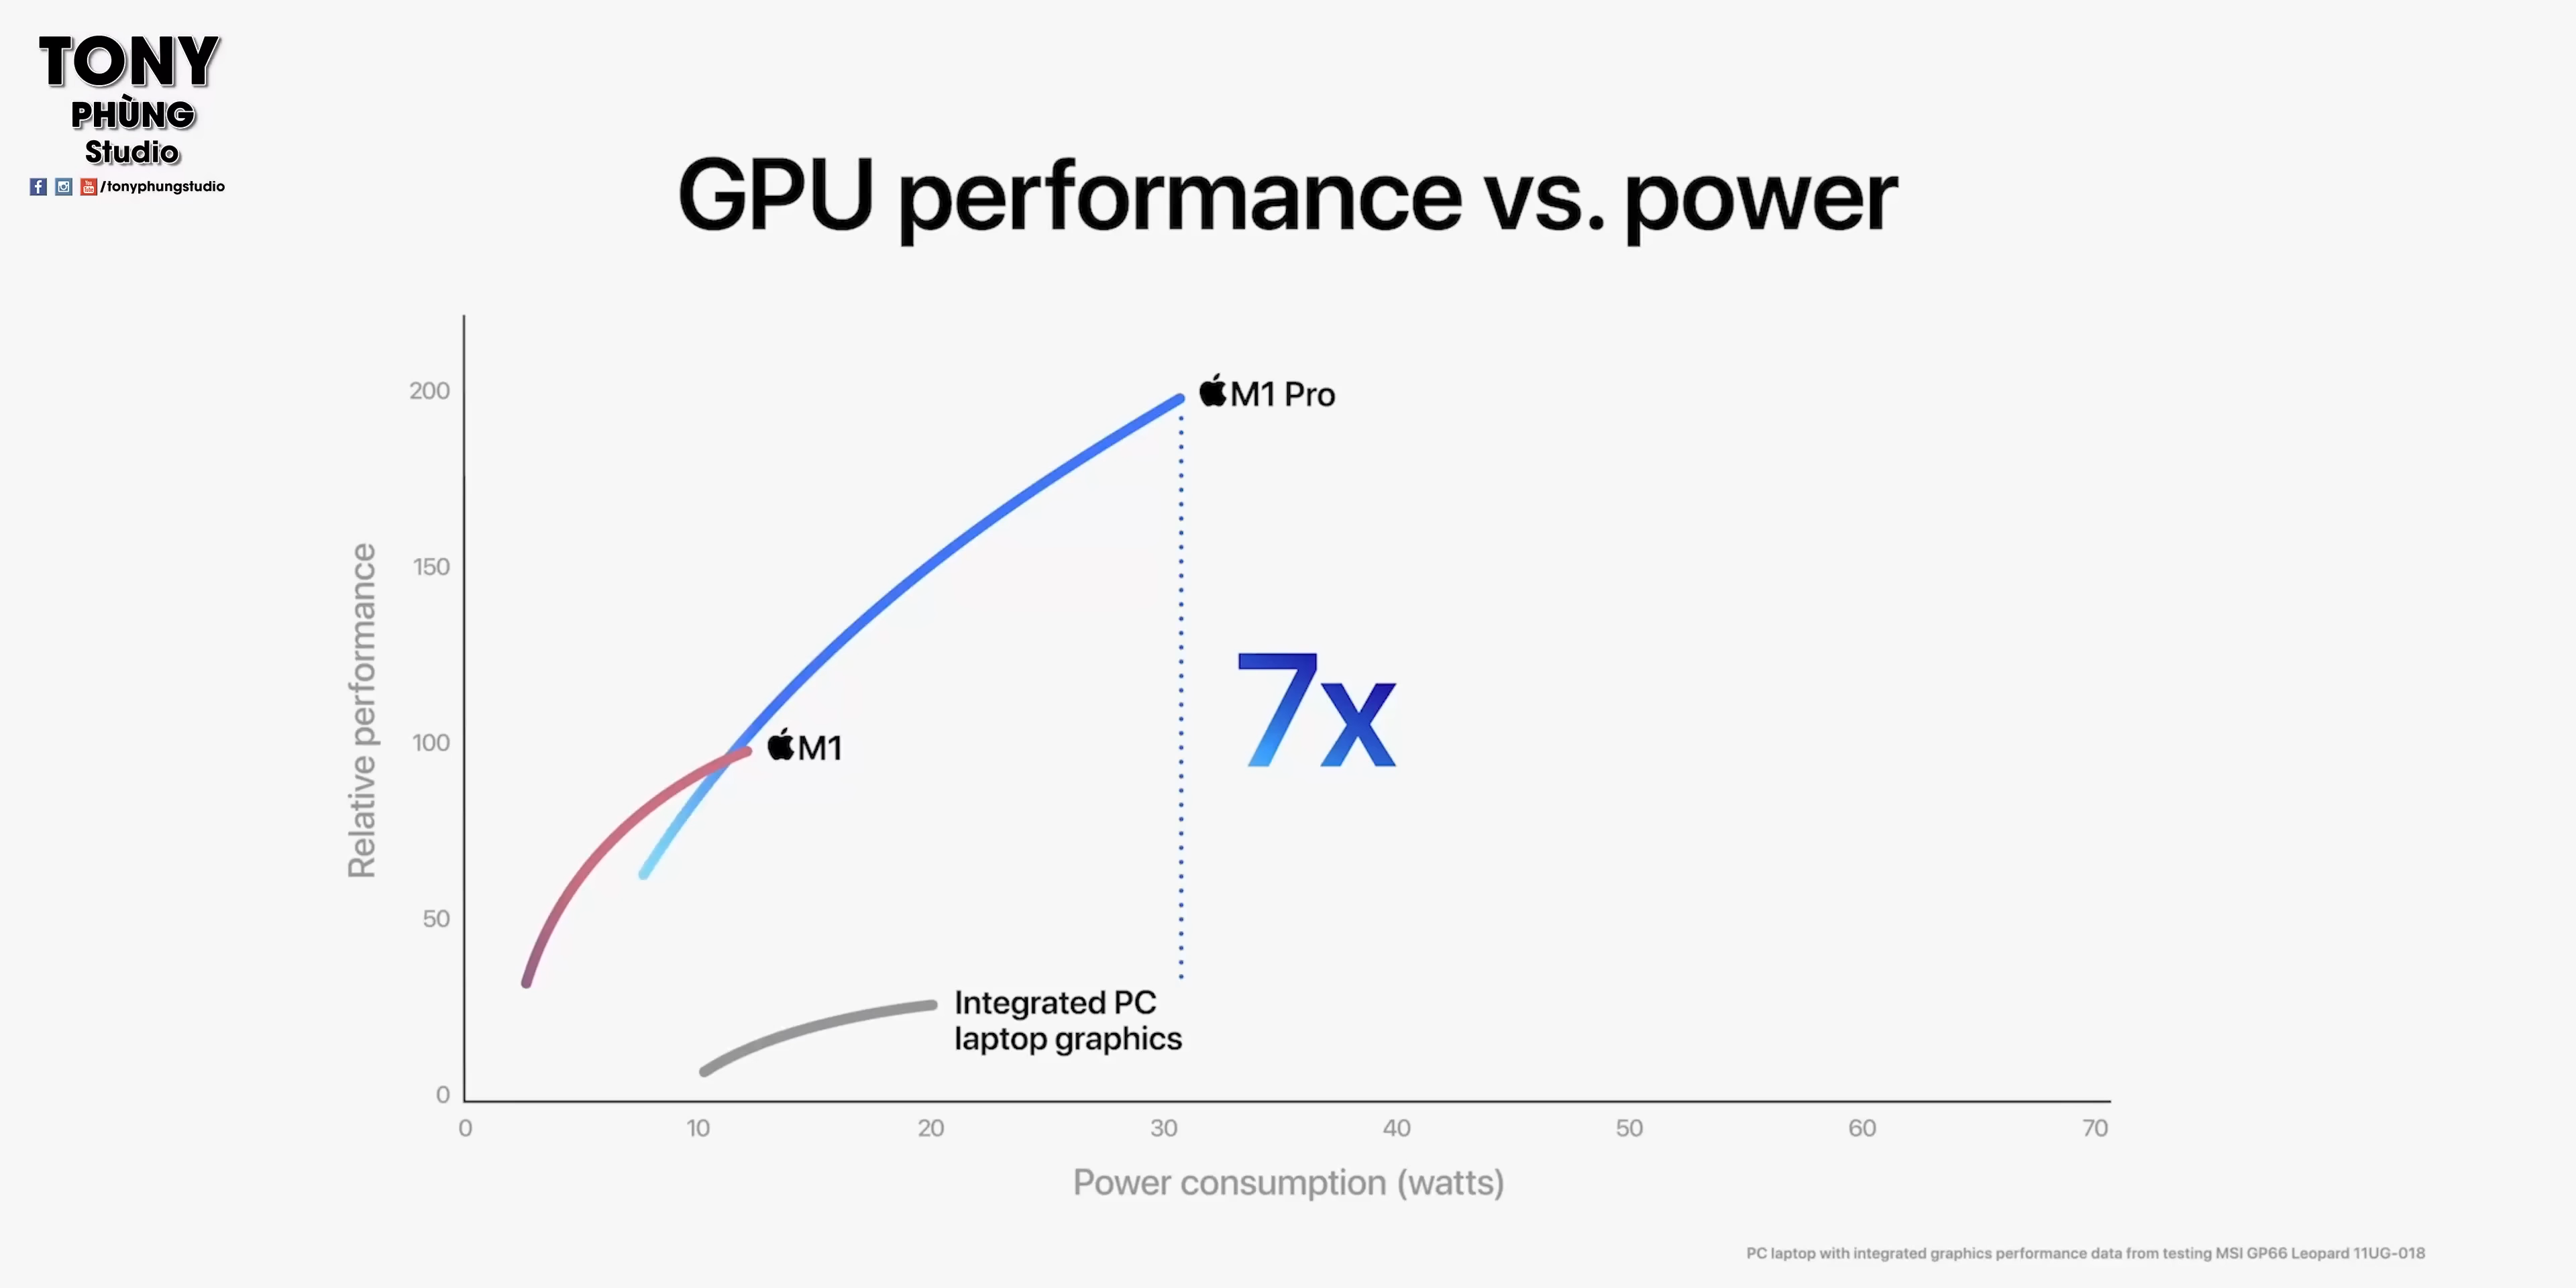 TONY
PHÙNG
Studio
/tonyphungstudio
GPU performance vs. power
Relative performance
200
150
100
50
0
M1 Pro
7x
M1
Integrated PC
laptop graphics
0 10 20 30 40 50 60 70
Power consumption (watts)
PC laptop with integrated graphics performance data from testing MSI GP66 Leopard 11UG-018